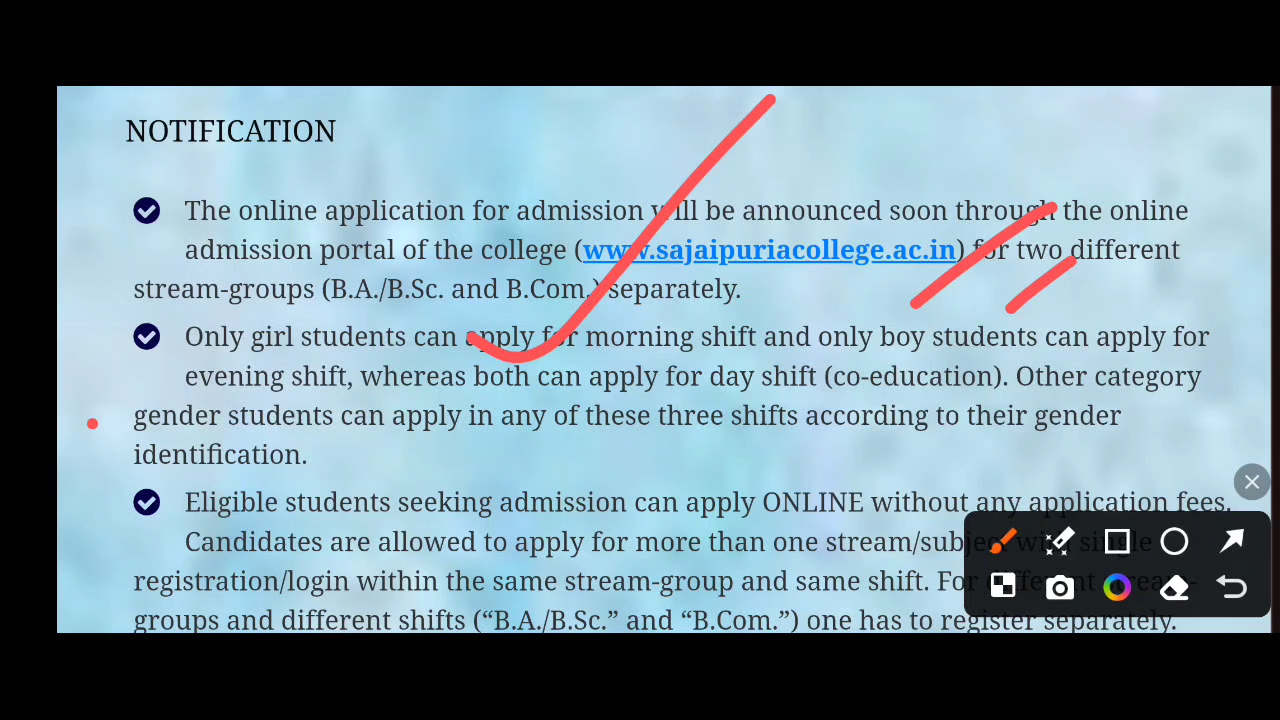 NOTIFICATION
The online application for admission will be announced soon through the online
admission portal of the college (www.sajaipuriacollege.ac.in) for two different
stream-groups (B.A./B.Sc. and B.Com.) separately.
Only girl students can apply for morning shift and only boy students can apply for
evening shift, whereas both can apply for day shift (co-education). Other category
gender students can apply in any of these three shifts according to their gender
identification.
Eligible students seeking admission can apply ONLINE without any application fees.
Candidates are allowed to apply for more than one stream/subject with single
registration/login within the same stream-group and same shift. For different stream-
groups and different shifts (“B.A./B.Sc.” and “B.Com.”) one has to register separately.